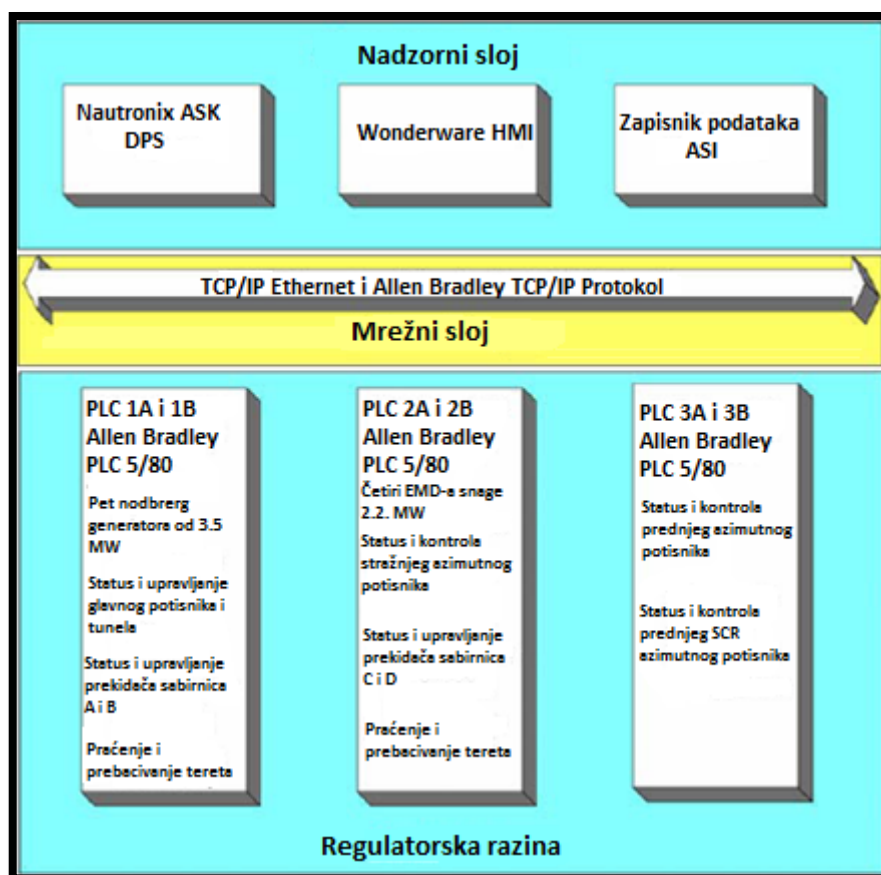 Nadzorni sloj
Nautronix ASK
DPS
Wonderware HMI
Zapisnik podataka
ASI
TCP/IP Ethernet i Allen Bradley TCP/IP Protokol
Mrežni sloj
PLC 1A i 1B
Allen Bradley
PLC 5/80
Pet nodbrerg
generatora od 3.5
MW
Status i upravljanje
glavnog potisnika i
tunela
Status i upravljanje
prekidača sabirnica
A i B
Praćenje i
prebacivanje tereta
PLC 2A i 2B
Allen Bradley
PLC 5/80
Četiri EMD-a snage
2.2. MW
Status i kontrola
stražnjeg azimutnog
potisnika
Status i upravljanje
prekidača sabirnica
C i D
Praćenje i
prebacivanje tereta
PLC 3A i 3B
Allen Bradley
PLC 5/80
Status i kontrola
prednjeg azimutnog
potisnika
Status i kontrola
prednjeg SCR
azimutnog potisnika
Regulatorska razina